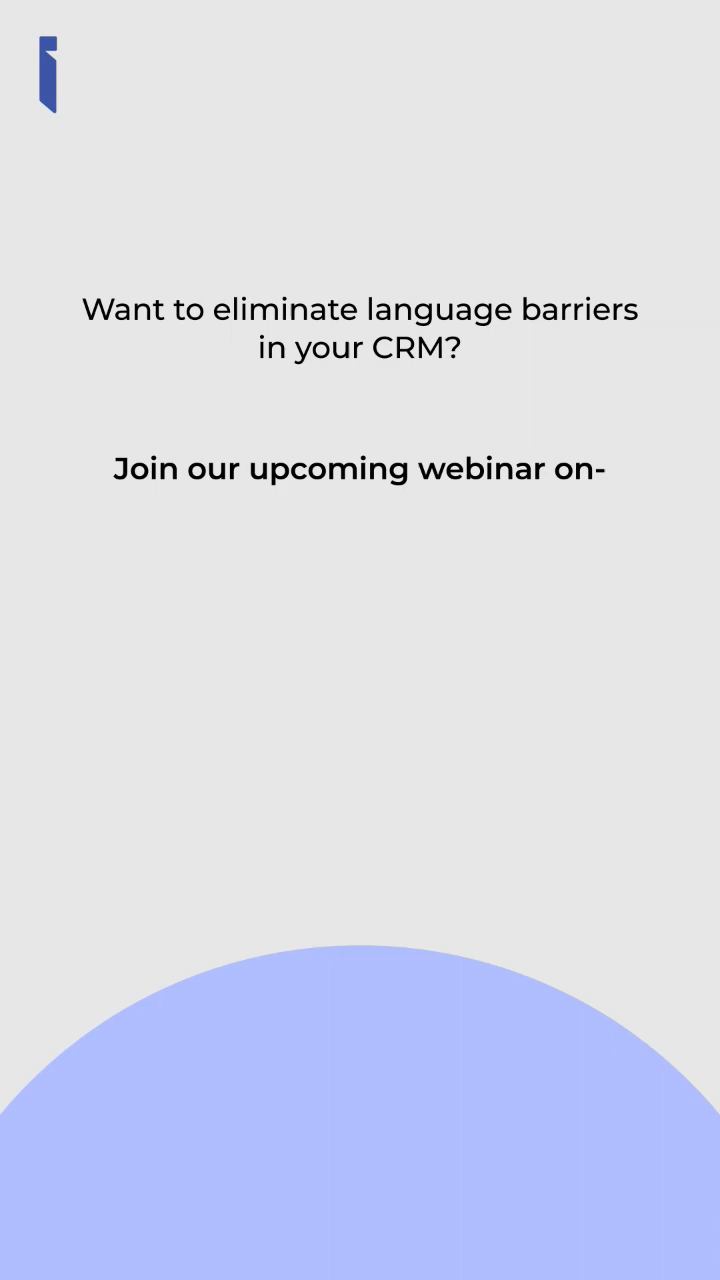 Want to eliminate language barriers
in your CRM?
Join our upcoming webinar on-